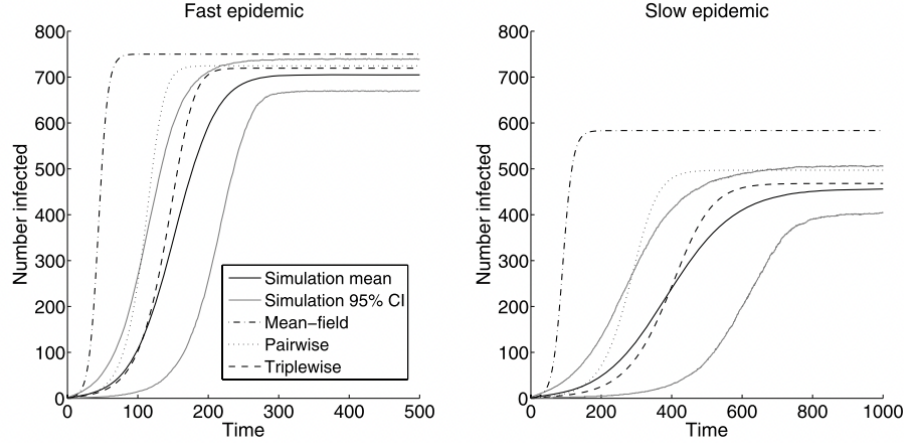 Fast epidemic
800
700
600
500
400
300
200
100
0
Number infected
0 100 200 300 400 500
Time
Simulation mean
Simulation 95% CI
Mean−field
Pairwise
Triplewise
Slow epidemic
800
700
600
500
400
300
200
100
0
Number infected
0 200 400 600 800 1000
Time